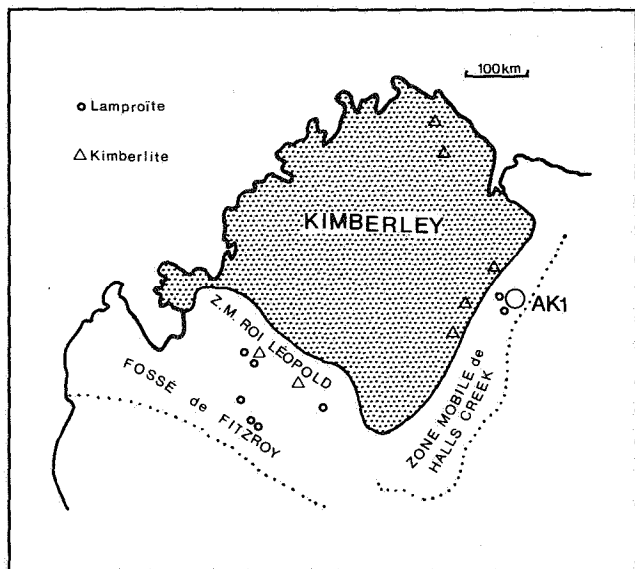 100km
Lamproïte
Kimberlite
KIMBERLEY
AK1
Z.M. ROI LÉOPOLD
FOSSÉ de FITZROY
ZONE MOBILE de
HALLS CREEK